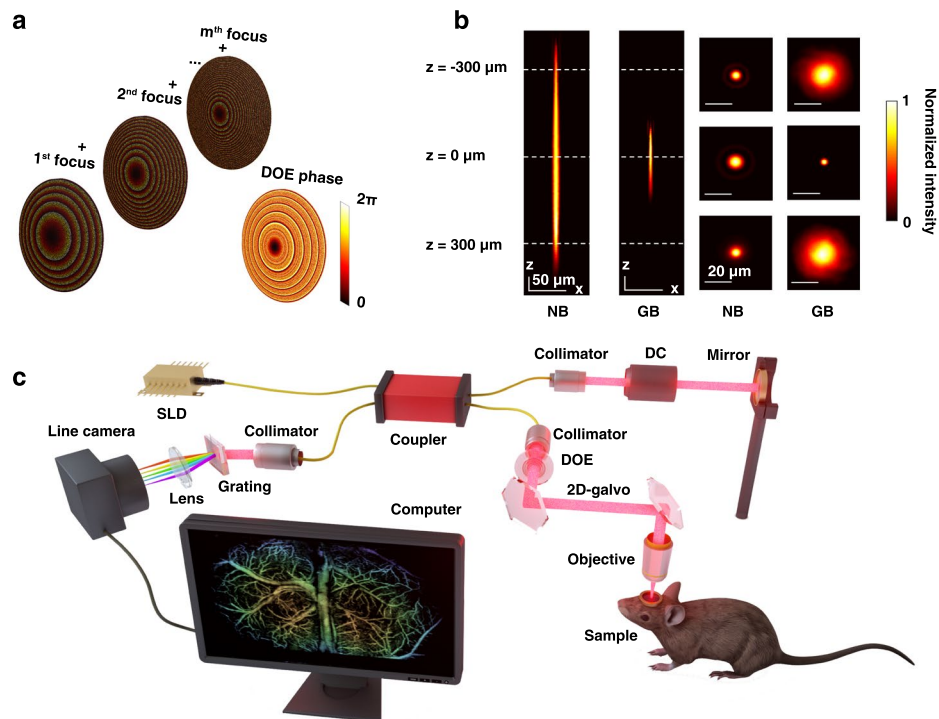 a
mth focus
+
...
+
2nd focus
+
1st focus
DOE phase
2π
0
b
z = -300 μm
z = 0 μm
z = 300 μm
z
50 μm
x
z
x
20 μm
NB
GB
NB
GB
1
0
Normalized intensity
c
SLD
Coupler
Collimator
DC
Mirror
Line camera
Collimator
Lens
Grating
Collimator
DOE
2D-galvo
Computer
Objective
Sample